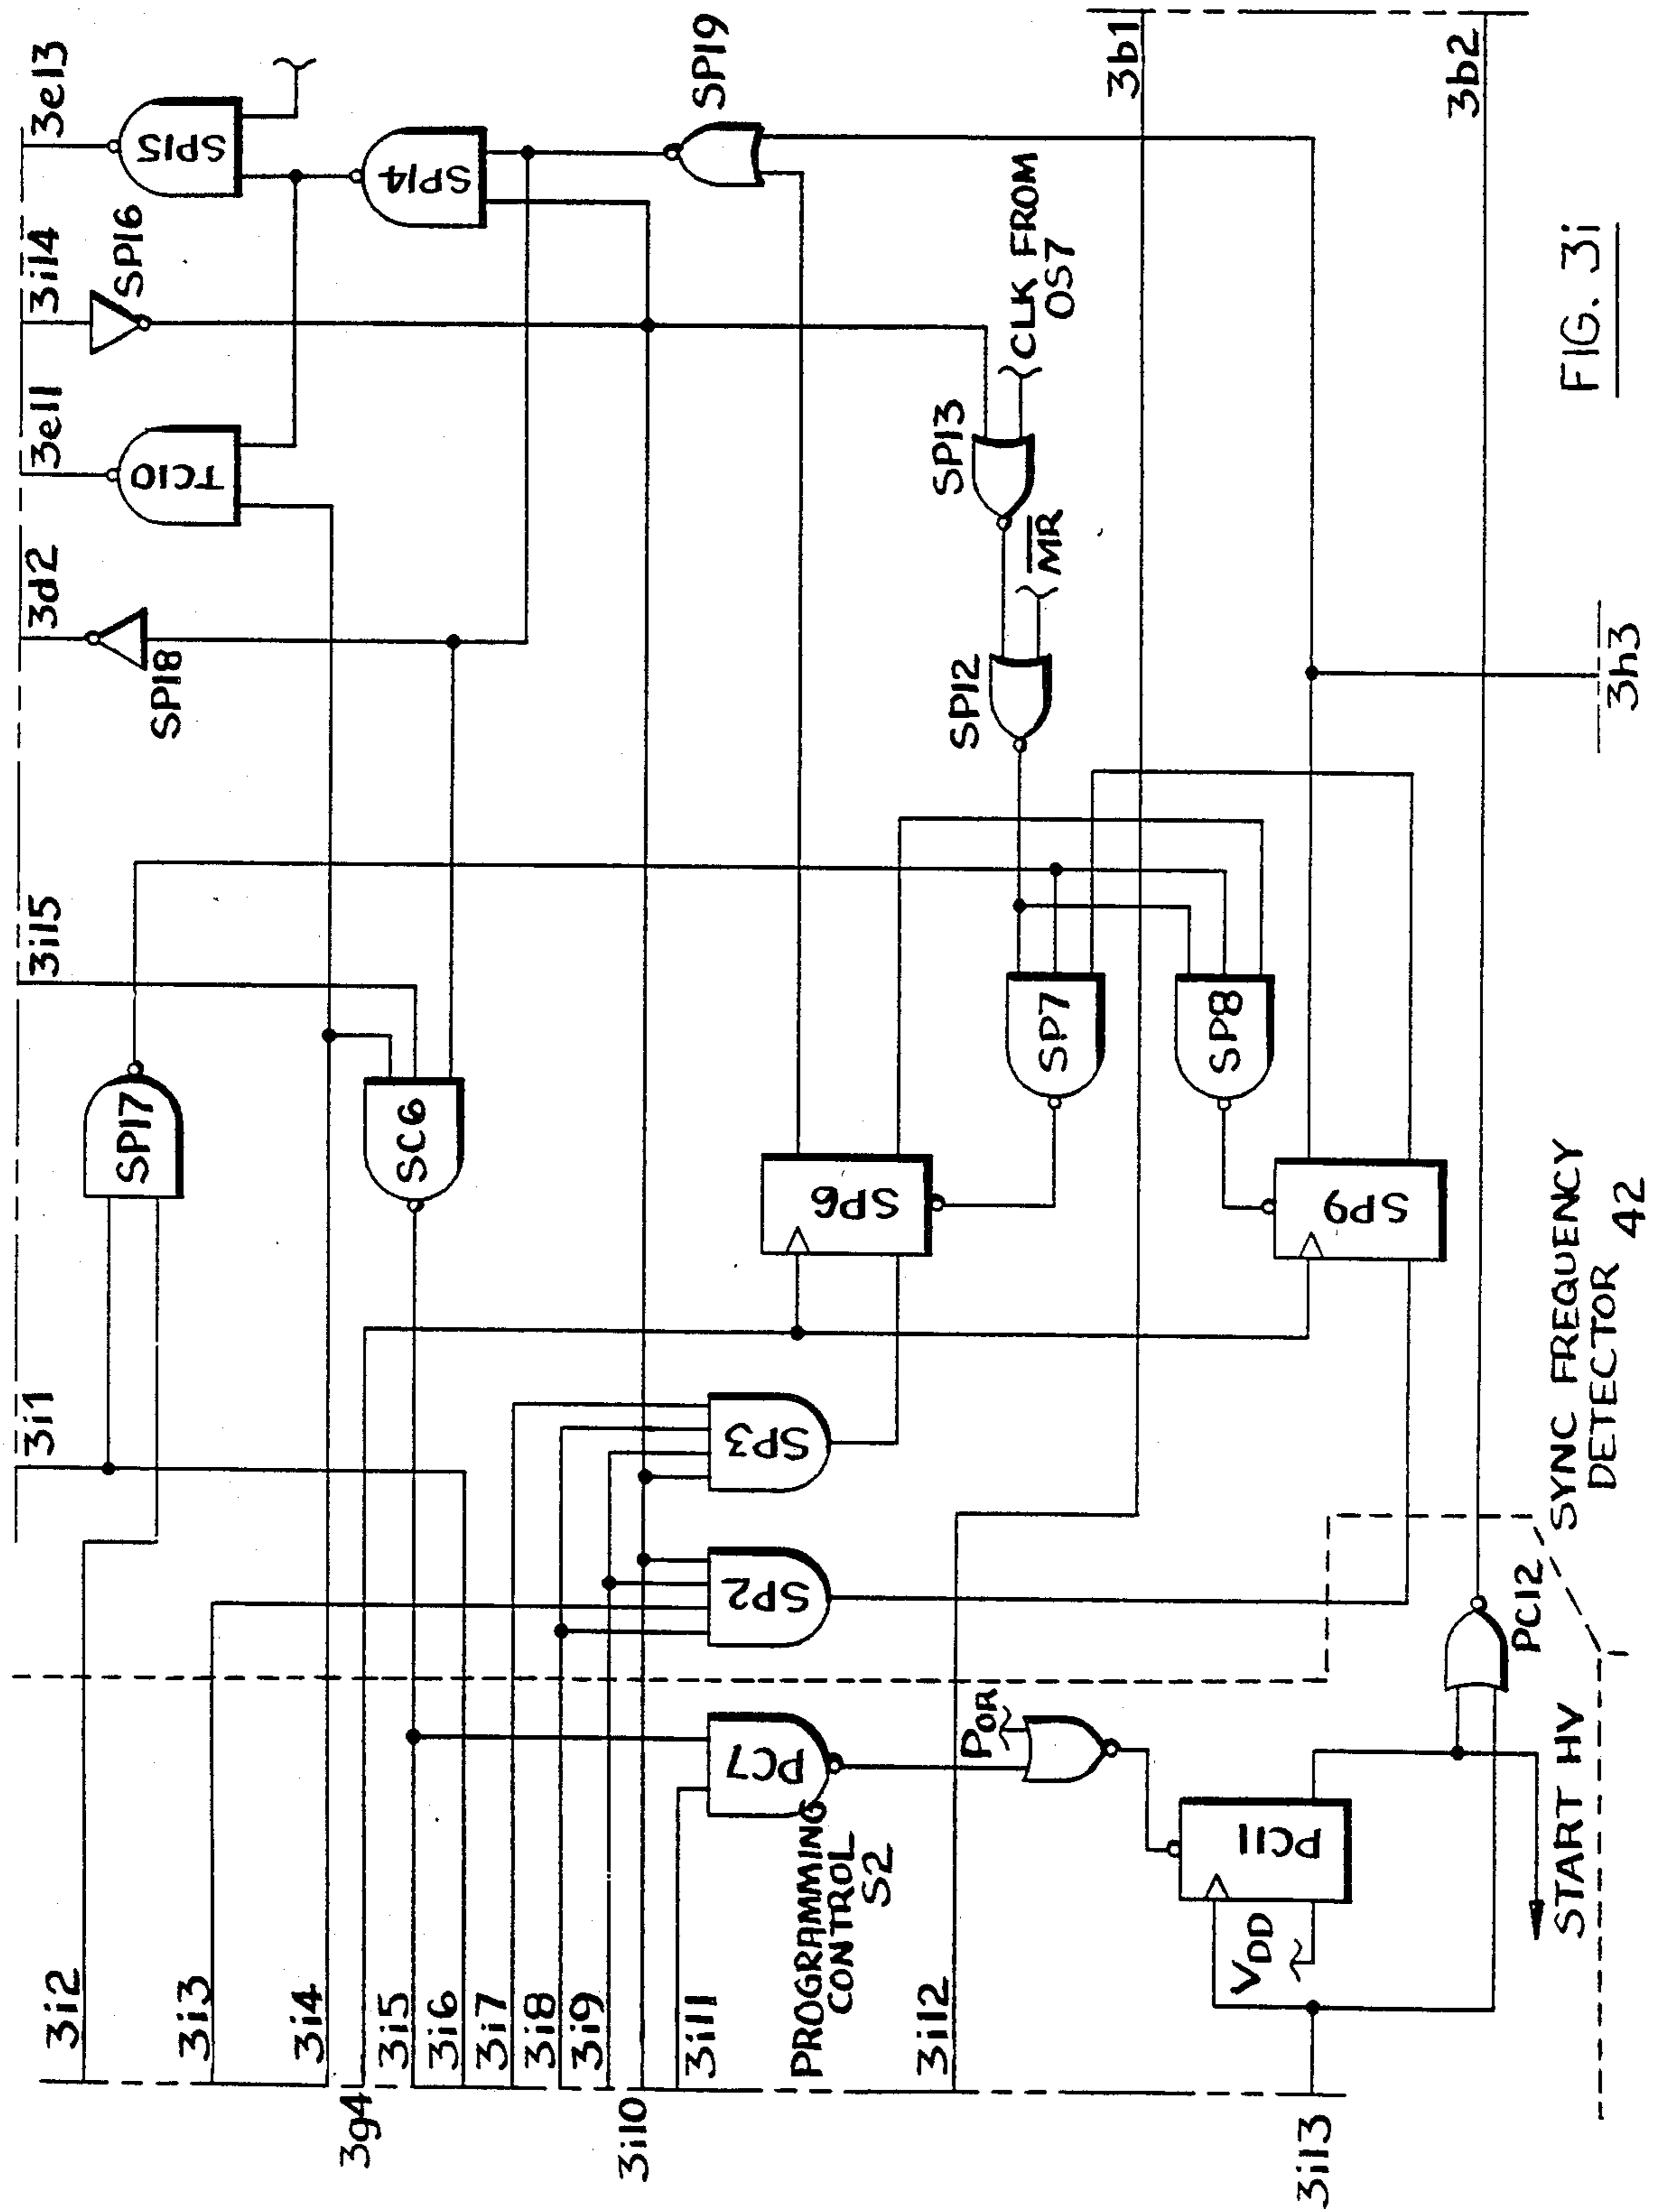 3e13
SP15
3i14
SP16
SP14
SP19
3e11
TC10
3d2
SP18
CLK FROM
OS7
SP13
M̅R̅
SP12
3b1
3b2
FIG. 3i
3h3
3i15
SP17
SC6
SP7
SP8
SP6
SP9
3i1
SP3
SP2
SYNC FREQUENCY
DETECTOR
42
PC12
3i2
3i3
3i4
3g4
3i5
3i6
3i7
3i8
3i9
3i10
3i11
PC7
PROGRAMMING
CONTROL
S2
POR
3i12
PC11
VDD
START HV
3i13